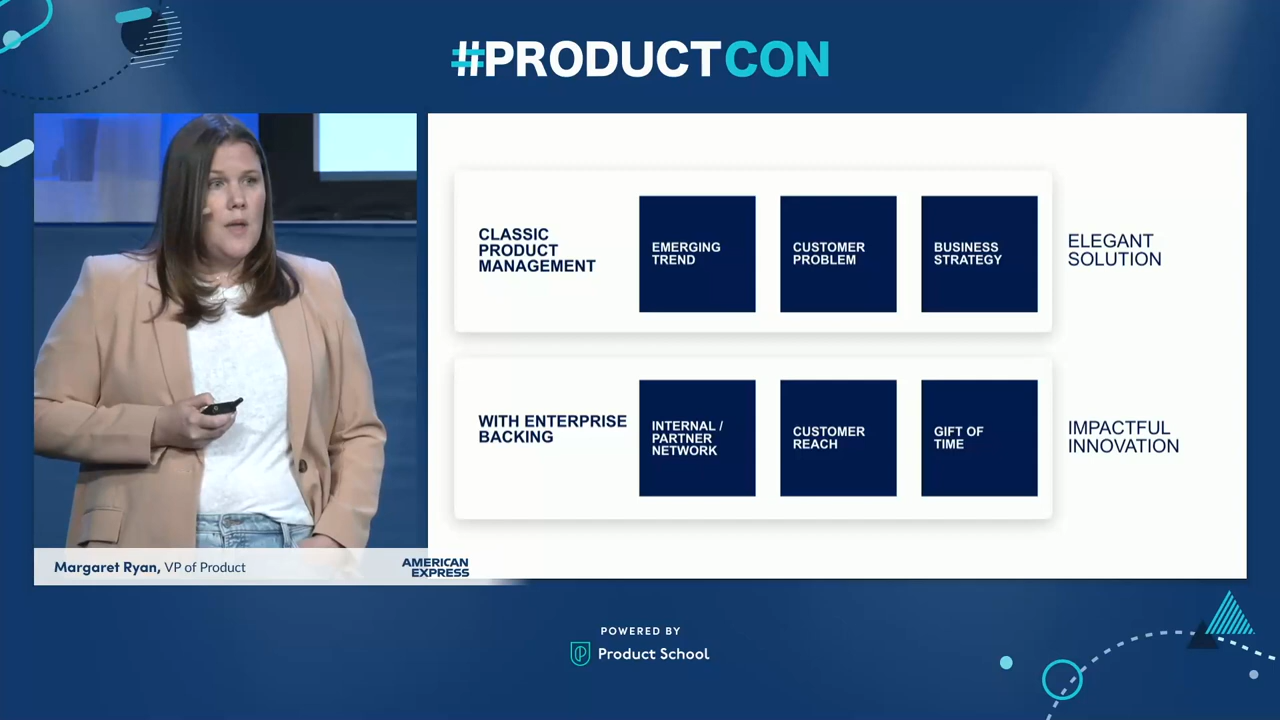 #PRODUCTCON
CLASSIC
PRODUCT
MANAGEMENT
EMERGING
TREND
CUSTOMER
PROBLEM
BUSINESS
STRATEGY
ELEGANT
SOLUTION
WITH ENTERPRISE
BACKING
INTERNAL /
PARTNER
NETWORK
CUSTOMER
REACH
GIFT OF
TIME
IMPACTFUL
INNOVATION
Margaret Ryan, VP of Product
AMERICAN
EXPRESS
POWERED BY
Product School